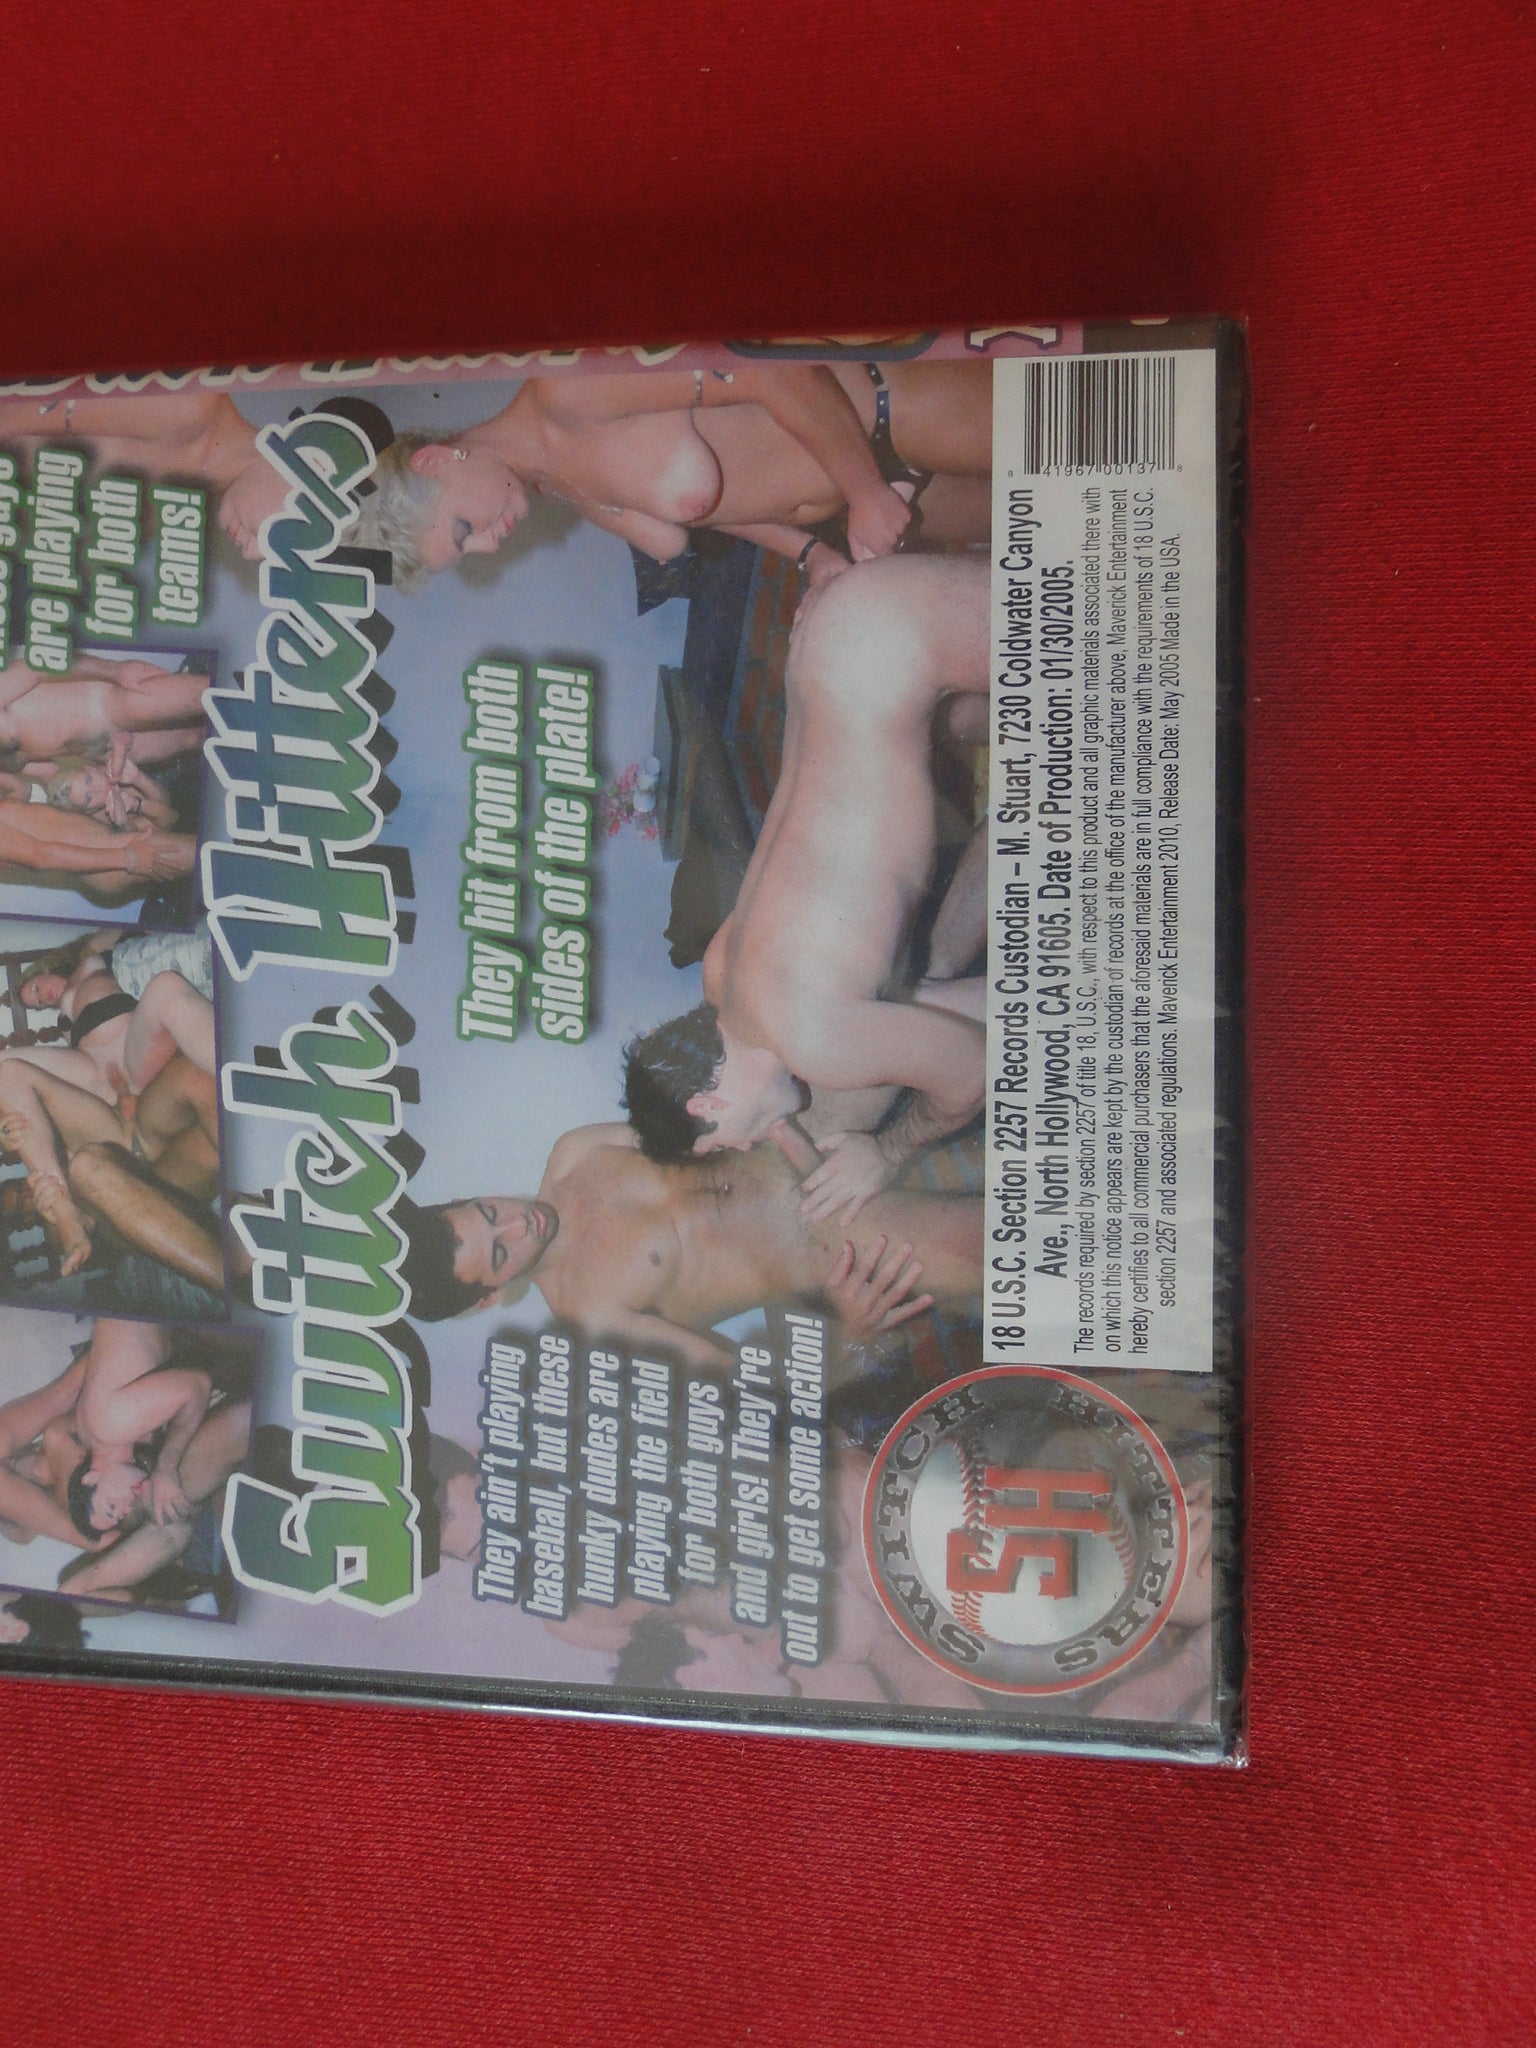 are playing
for both
teams!
Switch Hitters
They hit from both
sides of the plate!
They ain't playing
baseball, but these
hunky dudes are
playing the field
for both guys
and girls! They're
out to get some action!
SWITCH HITTERS
SH
18 U.S.C. Section 2257 Records Custodian – M. Stuart, 7230 Coldwater Canyon
Ave., North Hollywood, CA 91605. Date of Production: 01/30/2005.
The records required by section 2257 of title 18, U.S.C., with respect to this product and all graphic materials associated there with
on which this notice appears are kept by the custodian of records at the office of the manufacturer above, Maverick Entertainment
hereby certifies to all commercial purchasers that the aforesaid materials are in full compliance with the requirements of 18 U.S.C.
section 2257 and associated regulations. Maverick Entertainment 2010, Release Date: May 2005 Made in the USA.
8 41967 00137 8